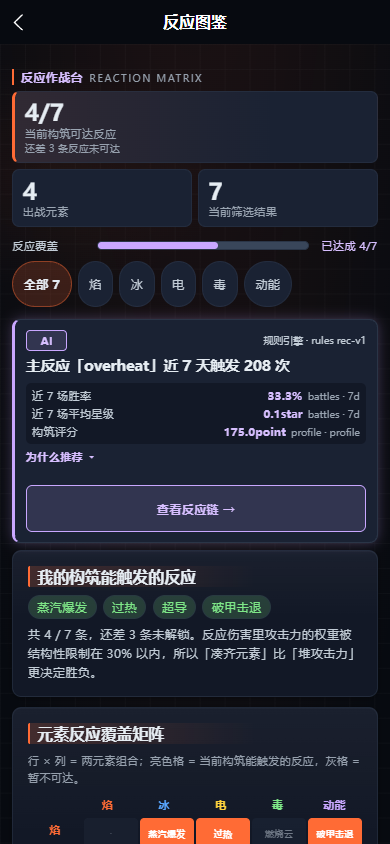 反应图鉴
反应作战台 REACTION MATRIX
4/7
当前构筑可达反应
还差 3 条反应未可达
4
出战元素
7
当前筛选结果
反应覆盖 已达成 4/7
全部 7 焰 冰 电 毒 动能
AI 规则引擎 · rules rec-v1
主反应「overheat」近 7 天触发 208 次
近 7 场胜率 33.3% battles · 7d
近 7 场平均星级 0.1star battles · 7d
构筑评分 175.0point profile · profile
为什么推荐
查看反应链 →
我的构筑能触发的反应
蒸汽爆发 过热 超导 破甲击退
共 4 / 7 条，还差 3 条未解锁。反应伤害里攻击力的权重被
结构性限制在 30% 以内，所以「凑齐元素」比「堆攻击力」
更决定胜负。
元素反应覆盖矩阵
行 × 列 = 两元素组合；亮色格 = 当前构筑能触发的反应，灰格 =
暂不可达。
焰 冰 电 毒 动能
焰 - 蒸汽爆发 过热 燃烧云 破甲击退